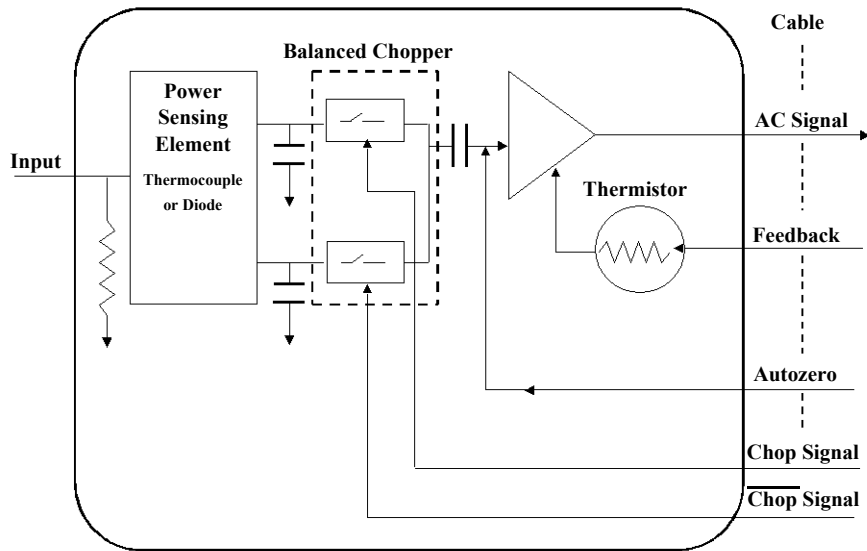 Cable
Balanced Chopper
Power
Sensing
Element
Thermocouple
or Diode
Input
AC Signal
Thermistor
Feedback
Autozero
Chop Signal
Chop Signal